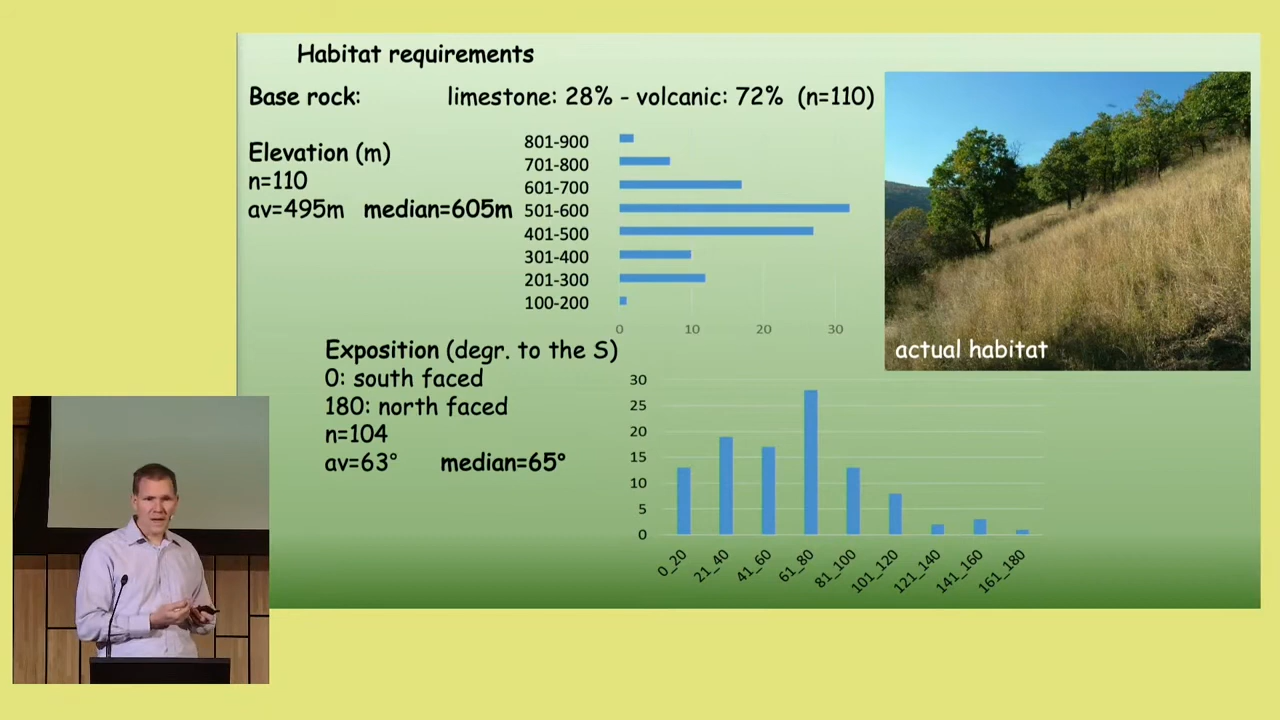 Habitat requirements
Base rock: limestone: 28% - volcanic: 72% (n=110)
Elevation (m)
n=110
av=495m median=605m
801-900
701-800
601-700
501-600
401-500
301-400
201-300
100-200
0 10 20 30
actual habitat
Exposition (degr. to the S)
0: south faced
180: north faced
n=104
av=63° median=65°
30
25
20
15
10
5
0
0_20 21_40 41_60 61_80 81_100 101_120 121_140 141_160 161_180